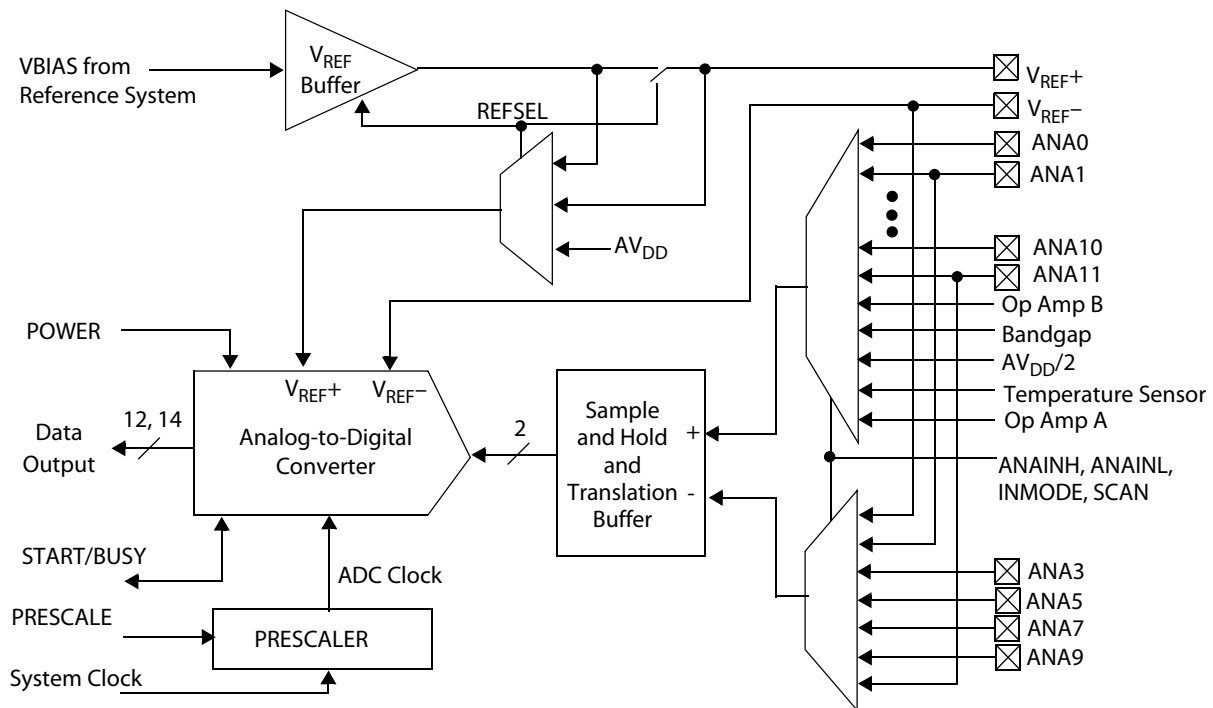 VBIAS from
Reference System
VREF
Buffer
VREF+
VREF−
REFSEL
ANA0
ANA1
AVDD
ANA10
ANA11
Op Amp B
Bandgap
AVDD/2
Temperature Sensor
Op Amp A
POWER
VREF+ VREF−
Analog-to-Digital
Converter
12, 14
Data
Output
2
Sample
and Hold
and
Translation
Buffer
+
-
ANAINH, ANAINL,
INMODE, SCAN
START/BUSY
ADC Clock
ANA3
ANA5
ANA7
ANA9
PRESCALE
PRESCALER
System Clock